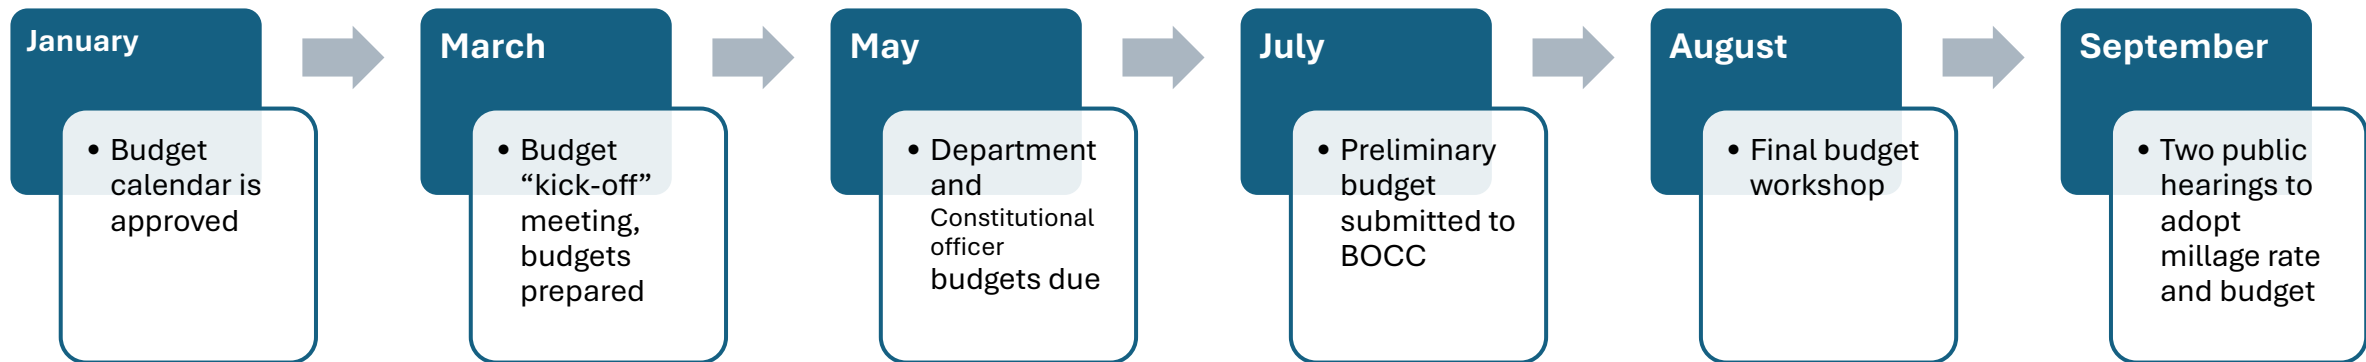 January
• Budget
calendar is
approved
March
• Budget
“kick-off”
meeting,
budgets
prepared
May
• Department
and
Constitutional
officer
budgets due
July
• Preliminary
budget
submitted to
BOCC
August
• Final budget
workshop
September
• Two public
hearings to
adopt
millage rate
and budget